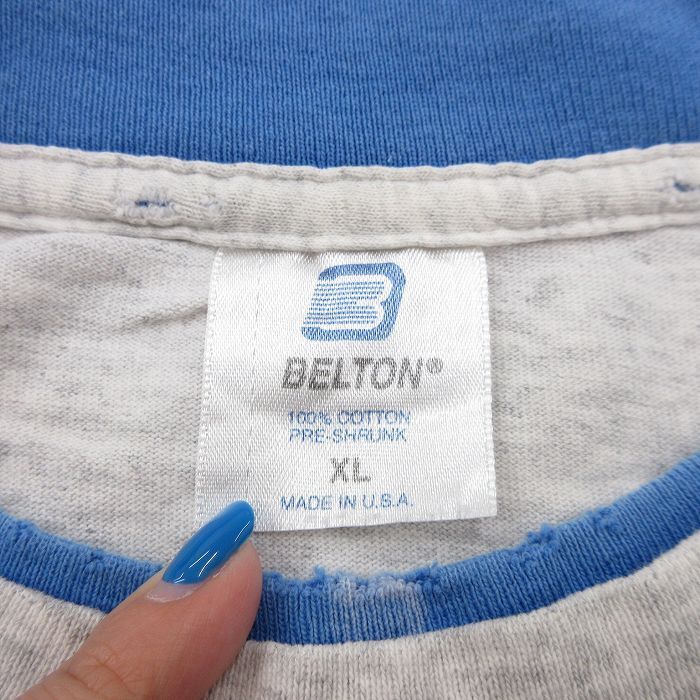 B
BELTON®
100% COTTON
PRE-SHRUNK
XL
MADE IN U.S.A.